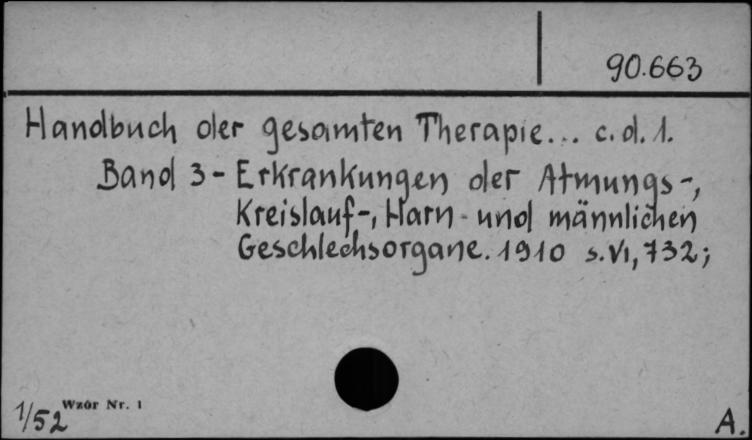 90.663
Handbuch der gesamten Therapie... c.d.1.
Band 3 - Erkrankungen der Atmungs-,
Kreislauf-, Harn- und männlichen
Geschlechsorgane. 1910 s.VI, 732;
1/52 Wzór Nr. 1
A.